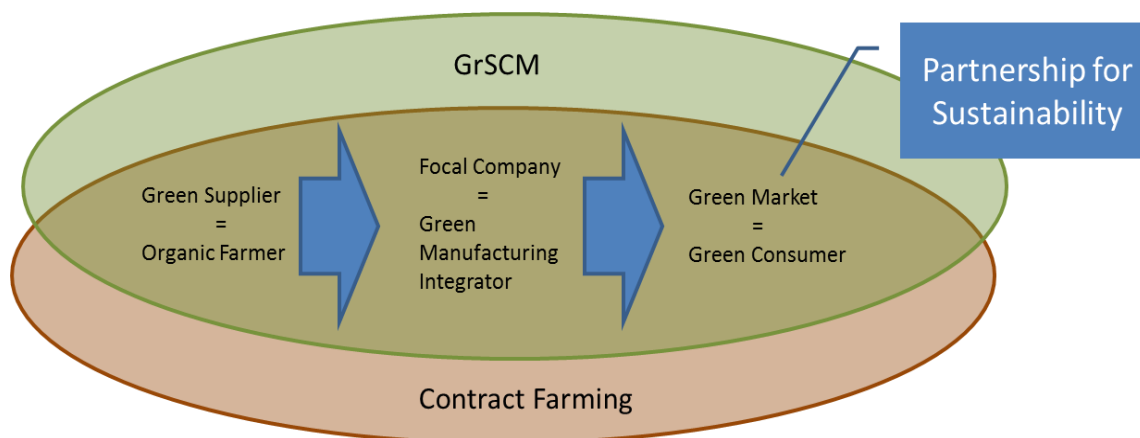 GrSCM
Partnership for
Sustainability
Green Supplier
=
Organic Farmer
Focal Company
=
Green
Manufacturing
Integrator
Green Market
=
Green Consumer
Contract Farming